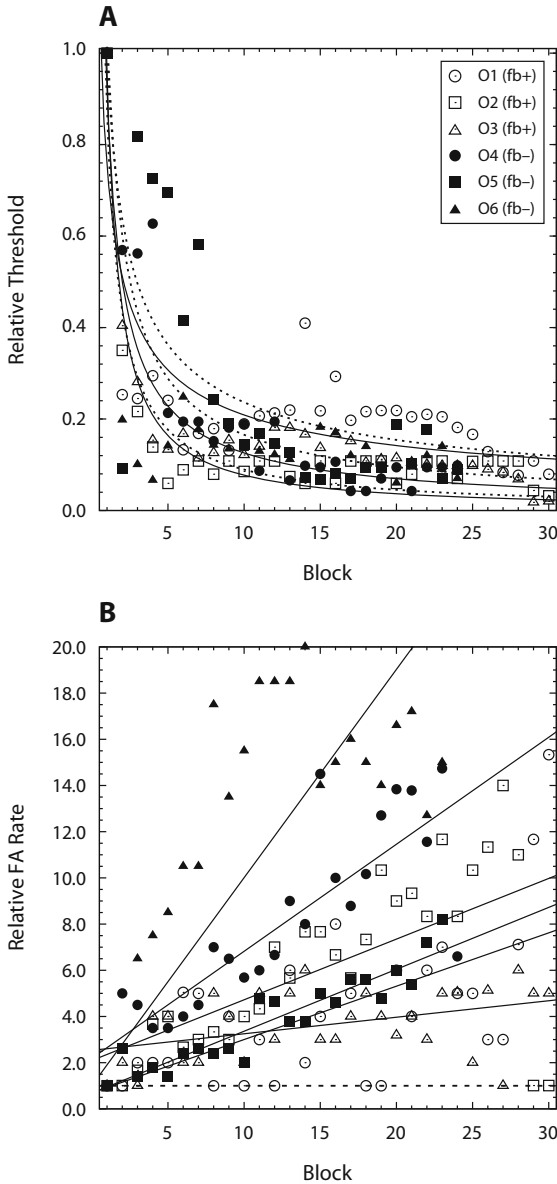 A
1.0
0.8
0.6
0.4
0.2
0.0
Relative Threshold
O1 (fb+)
O2 (fb+)
O3 (fb+)
O4 (fb−)
O5 (fb−)
O6 (fb−)
5 10 15 20 25 30
Block
B
20.0
18.0
16.0
14.0
12.0
10.0
8.0
6.0
4.0
2.0
0.0
Relative FA Rate
5 10 15 20 25 30
Block